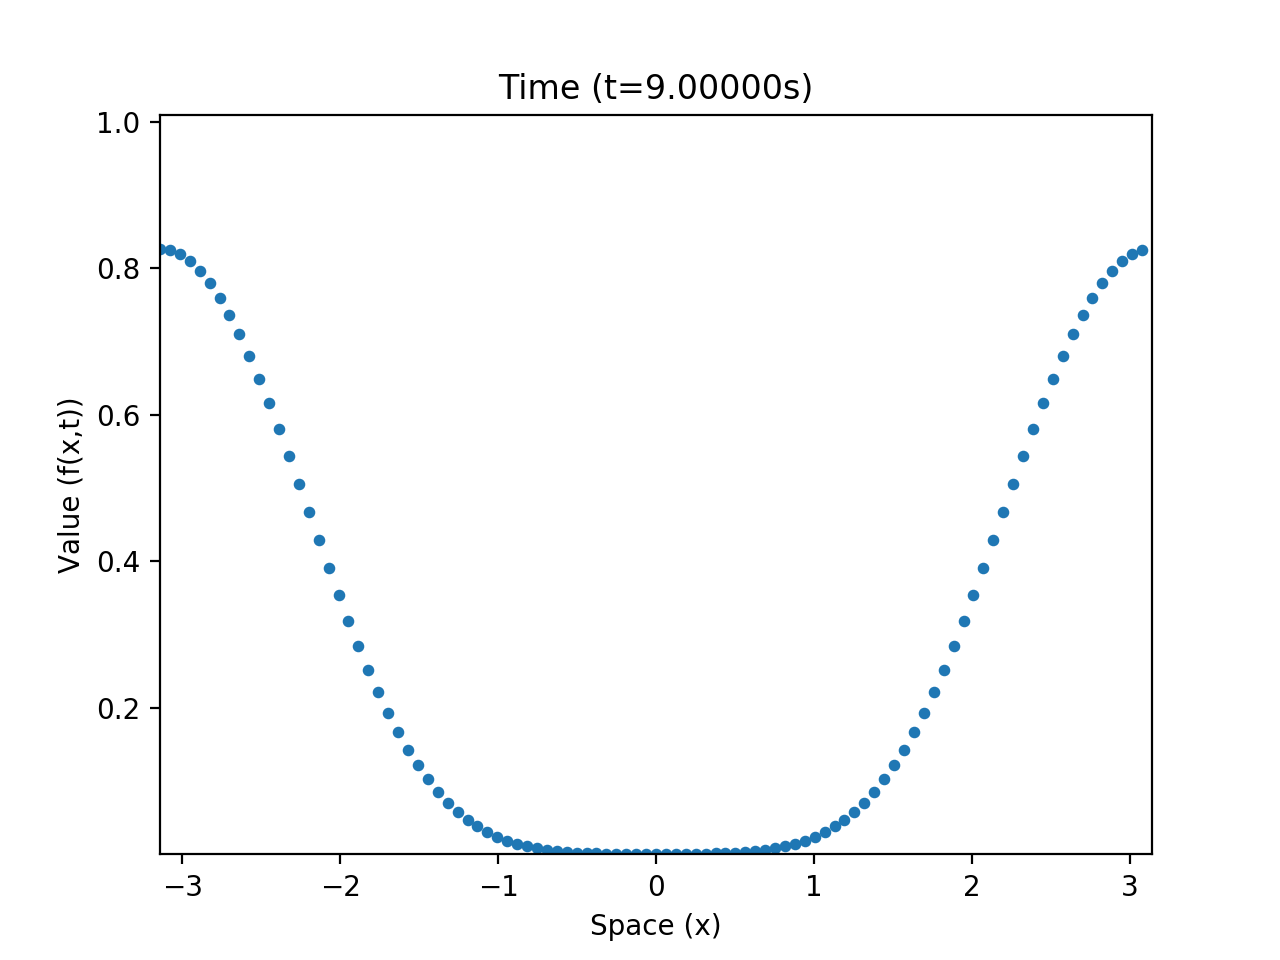 Time (t=9.00000s)
1.0
0.8
0.6
0.4
0.2
Value (f(x,t))
−3 −2 −1 0 1 2 3
Space (x)